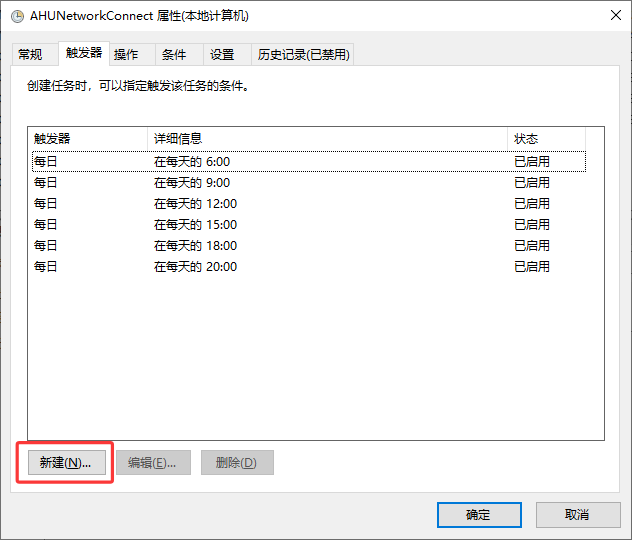 AHUNetworkConnect 属性(本地计算机)
常规 触发器 操作 条件 设置 历史记录(已禁用)
创建任务时，可以指定触发该任务的条件。
触发器 详细信息 状态
每日 在每天的 6:00 已启用
每日 在每天的 9:00 已启用
每日 在每天的 12:00 已启用
每日 在每天的 15:00 已启用
每日 在每天的 18:00 已启用
每日 在每天的 20:00 已启用
新建(N)... 编辑(E)... 删除(D)
确定 取消